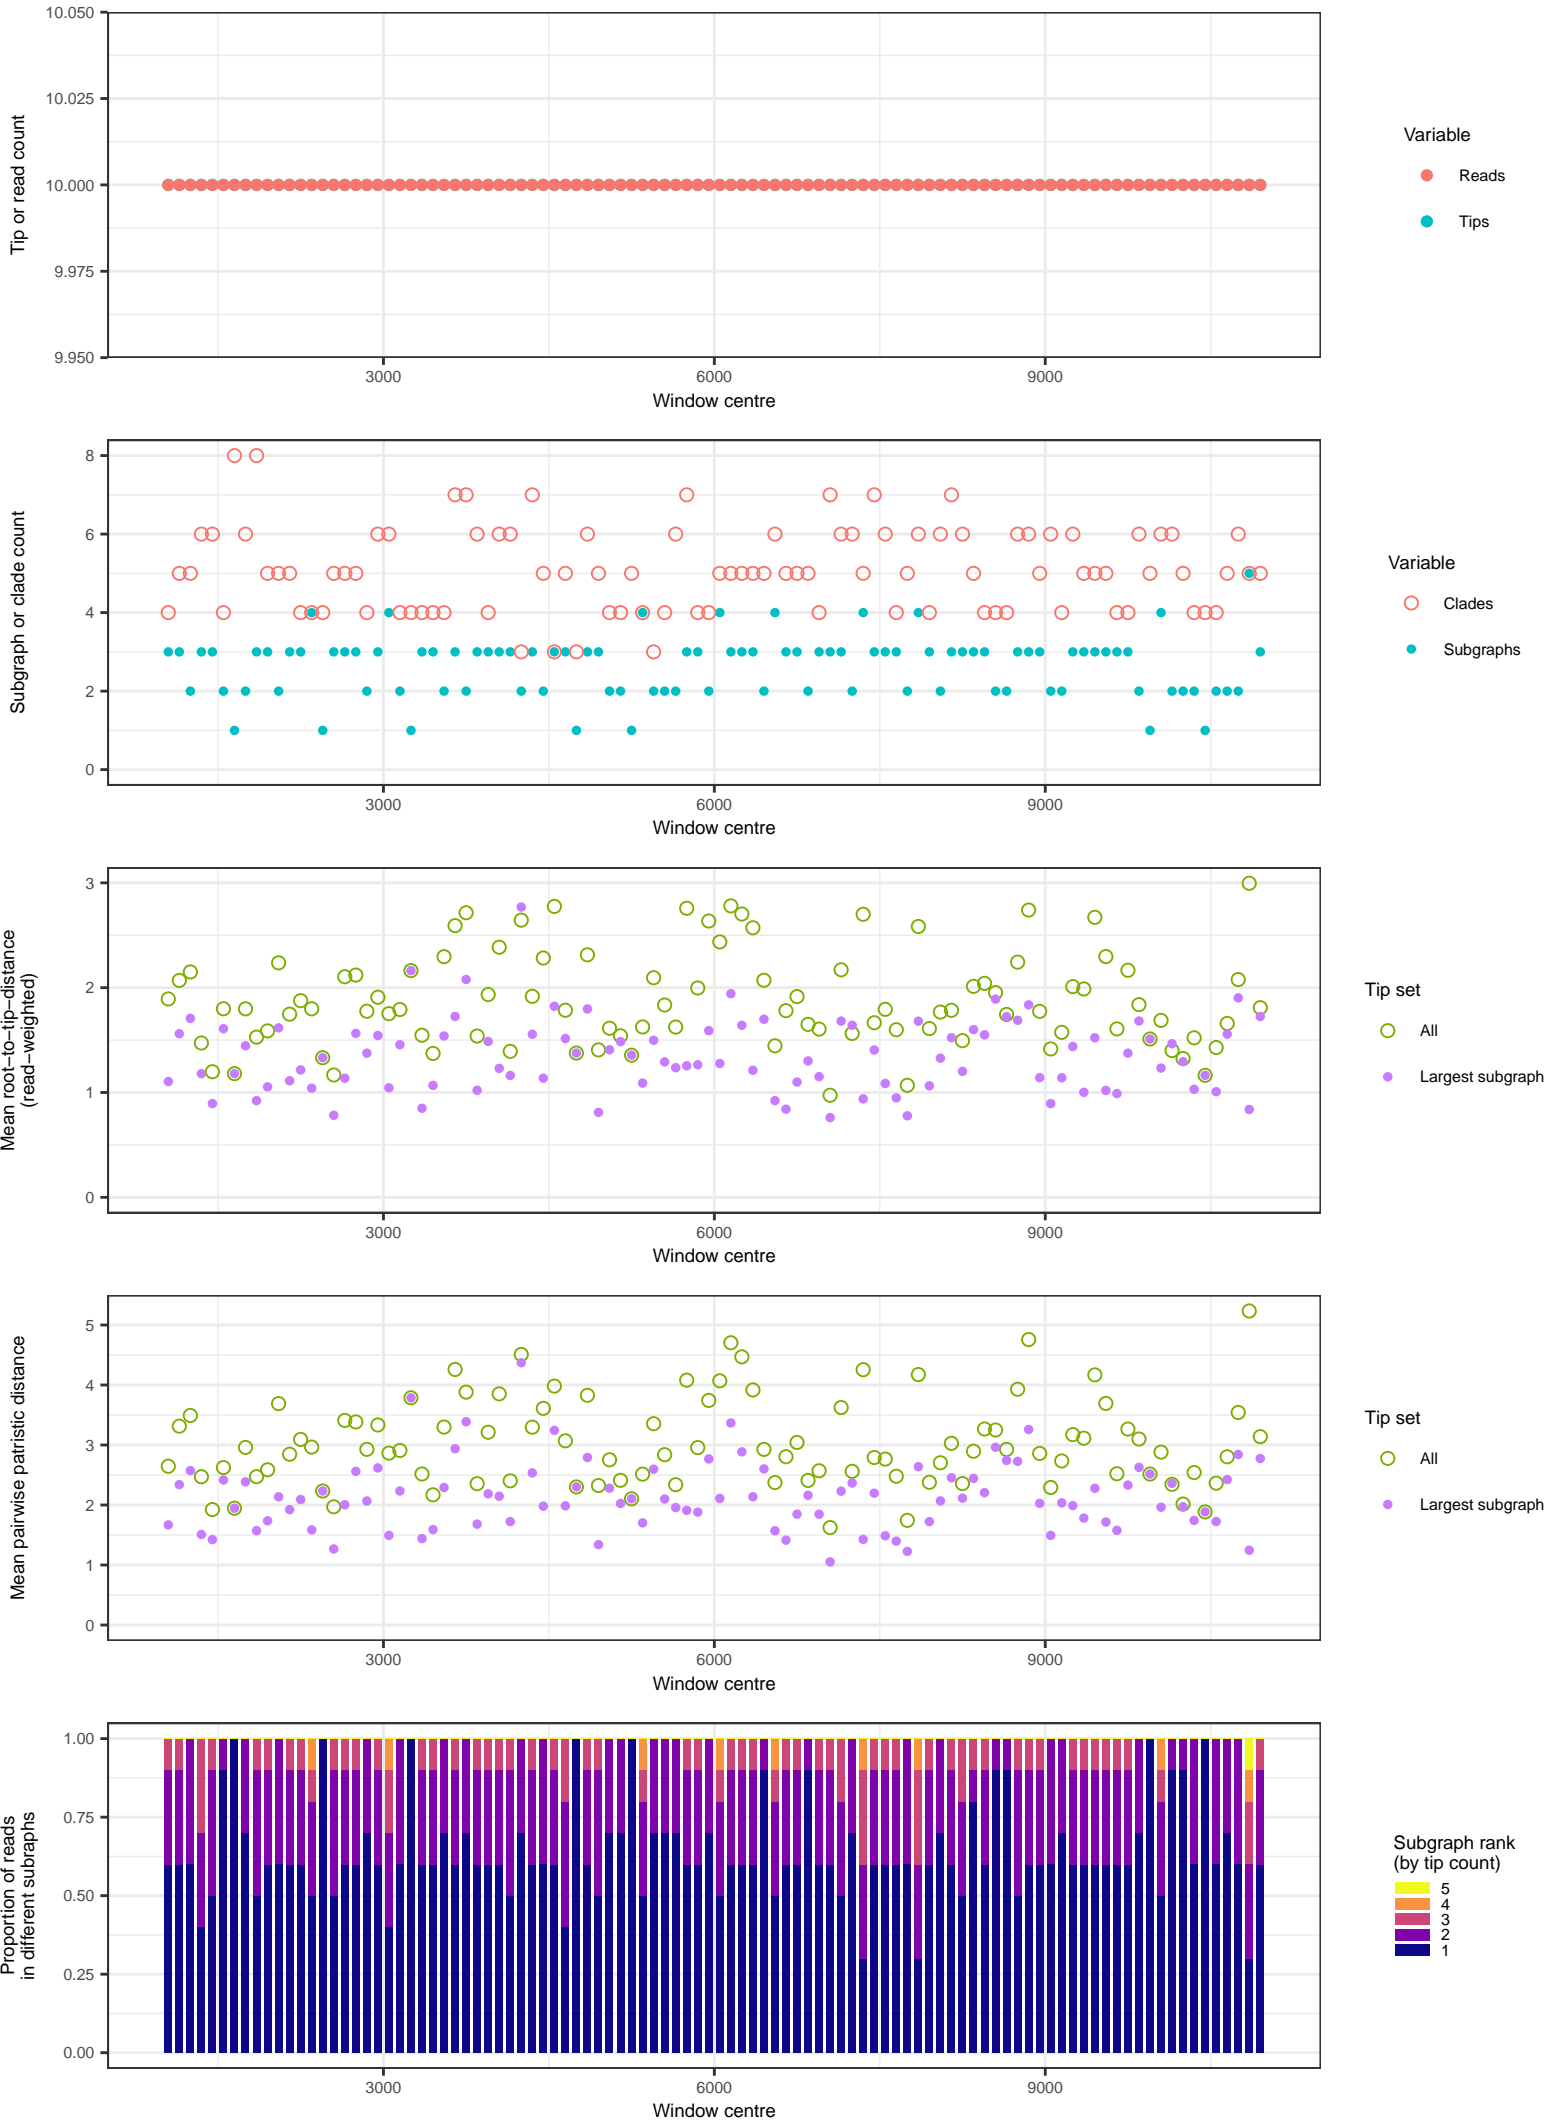 10.050
10.025
10.000
9.975
9.950
Tip or read count
3000 6000 9000
Window centre
Variable
Reads
Tips
8
6
4
2
0
Subgraph or clade count
3000 6000 9000
Window centre
Variable
Clades
Subgraphs
3
2
1
0
Mean root−to−tip−distance
(read−weighted)
3000 6000 9000
Window centre
Tip set
All
Largest subgraph
5
4
3
2
1
0
Mean pairwise patristic distance
3000 6000 9000
Window centre
Tip set
All
Largest subgraph
1.00
0.75
0.50
0.25
0.00
Proportion of reads
in different subraphs
3000 6000 9000
Window centre
Subgraph rank
(by tip count)
5
4
3
2
1